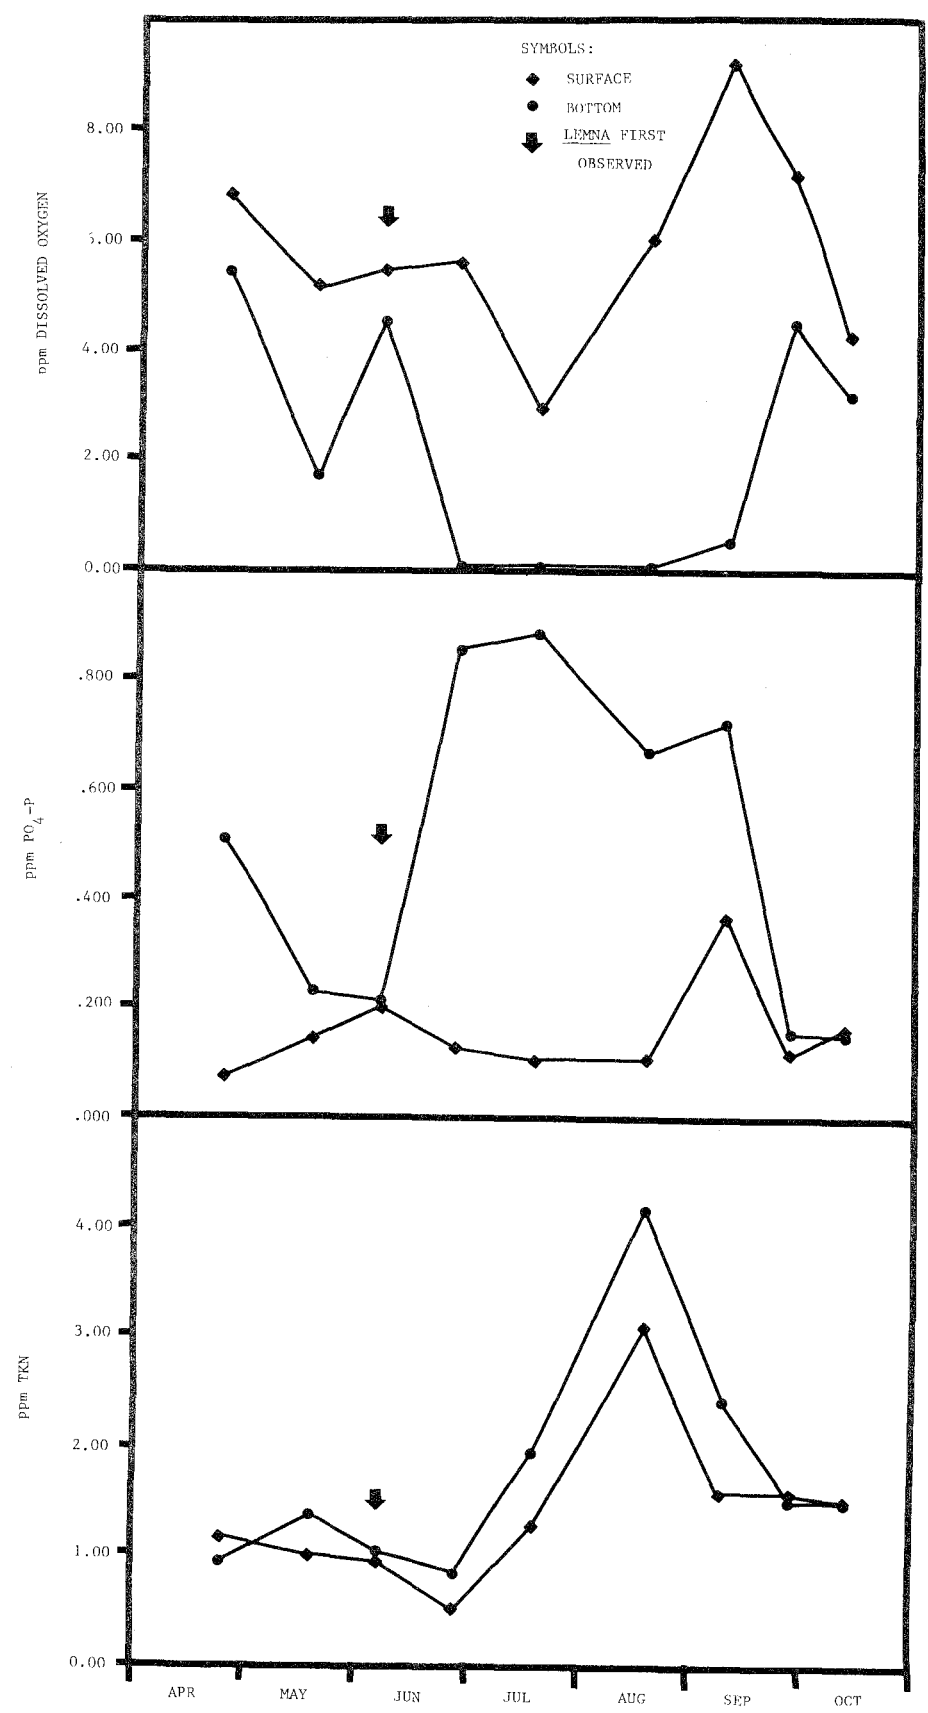 SYMBOLS:
SURFACE
BOTTOM
LEMNA FIRST
OBSERVED
ppm DISSOLVED OXYGEN
8.00
6.00
4.00
2.00
0.00
ppm PO4-P
.800
.600
.400
.200
.000
ppm TKN
4.00
3.00
2.00
1.00
0.00
APR MAY JUN JUL AUG SEP OCT